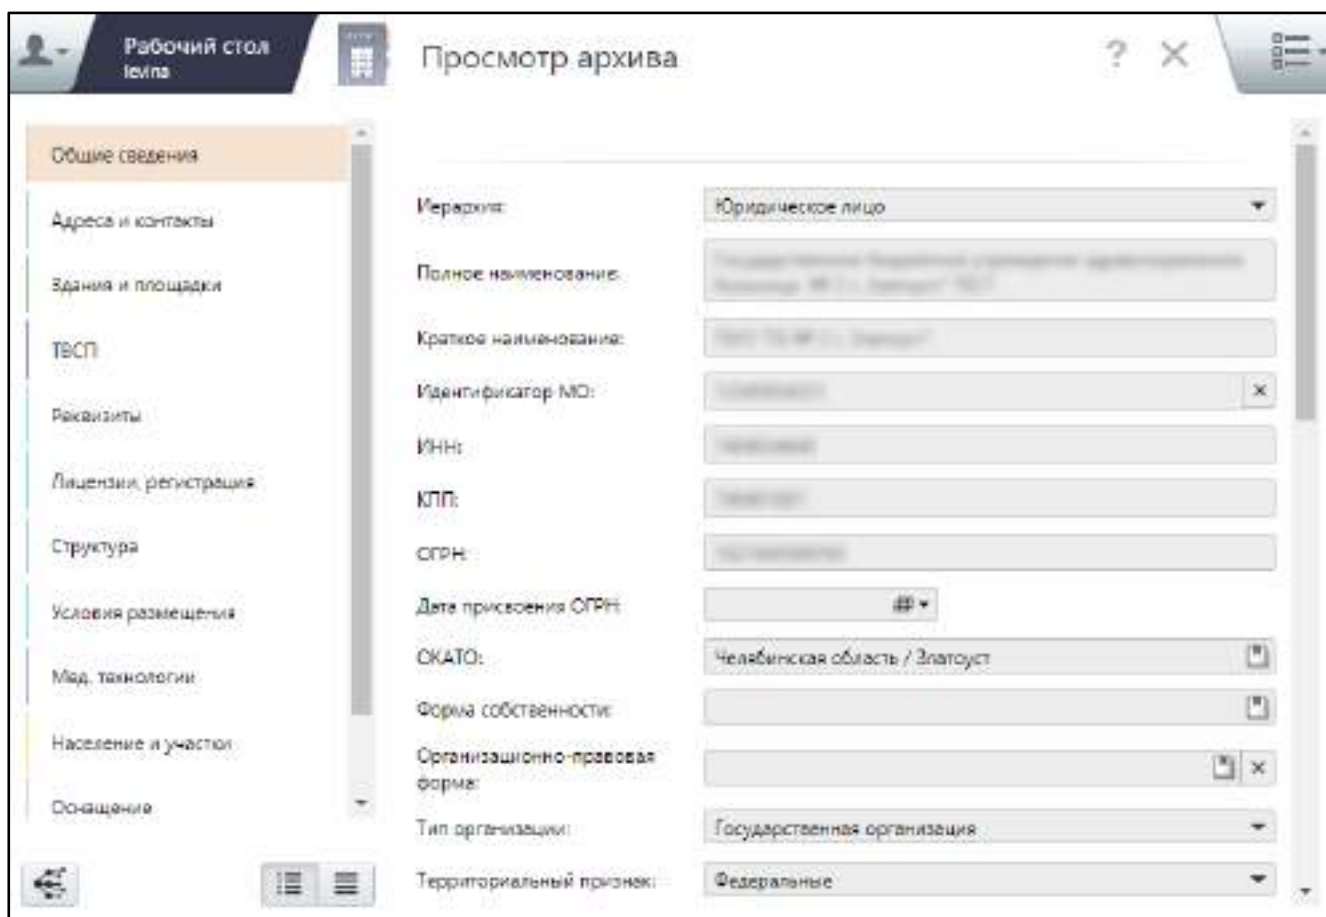 Рабочий стол
levina
Просмотр архива
?
Общие сведения
Адреса и контакты
Здания и площадки
ТВСП
Реквизиты
Лицензии, регистрация
Структура
Условия размещения
Мед. технологии
Население и участки
Оснащение
Иерархия:
Юридическое лицо
Полное наименование:
Краткое наименование:
Идентификатор МО:
ИНН:
КПП:
ОГРН:
Дата присвоения ОГРН:
ОКАТО:
Челябинская область / Златоуст
Форма собственности:
Организационно-правовая
форма:
Тип организации:
Государственная организация
Территориальный признак:
Федеральные